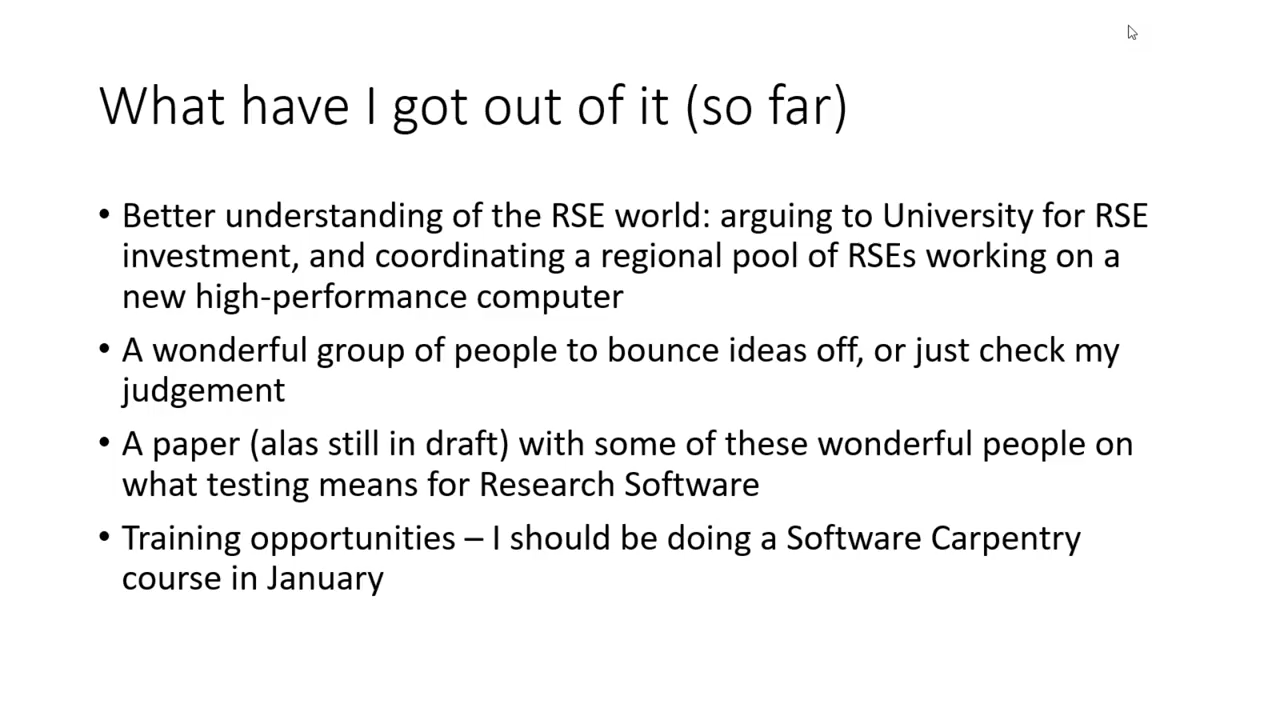 What have I got out of it (so far)
• Better understanding of the RSE world: arguing to University for RSE
investment, and coordinating a regional pool of RSEs working on a
new high-performance computer
• A wonderful group of people to bounce ideas off, or just check my
judgement
• A paper (alas still in draft) with some of these wonderful people on
what testing means for Research Software
• Training opportunities – I should be doing a Software Carpentry
course in January